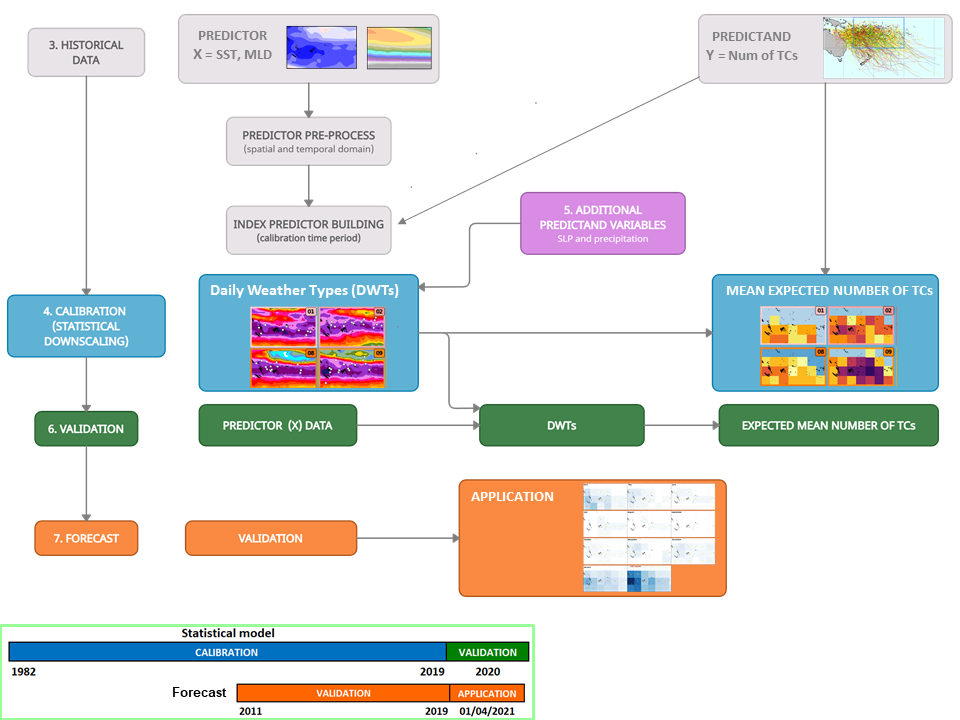 3. HISTORICAL
DATA
PREDICTOR
X = SST, MLD
PREDICTAND
Y = Num of TCs
PREDICTOR PRE-PROCESS
(spatial and temporal domain)
INDEX PREDICTOR BUILDING
(calibration time period)
5. ADDITIONAL
PREDICTAND VARIABLES
SLP and precipitation
4. CALIBRATION
(STATISTICAL
DOWNSCALING)
Daily Weather Types (DWTs)
01
02
08
09
MEAN EXPECTED NUMBER OF TCs
01
02
08
09
6. VALIDATION
PREDICTOR (X) DATA
DWTs
EXPECTED MEAN NUMBER OF TCs
7. FORECAST
VALIDATION
APPLICATION
Statistical model
CALIBRATION
VALIDATION
1982
2019
2020
Forecast
VALIDATION
APPLICATION
2011
2019
01/04/2021